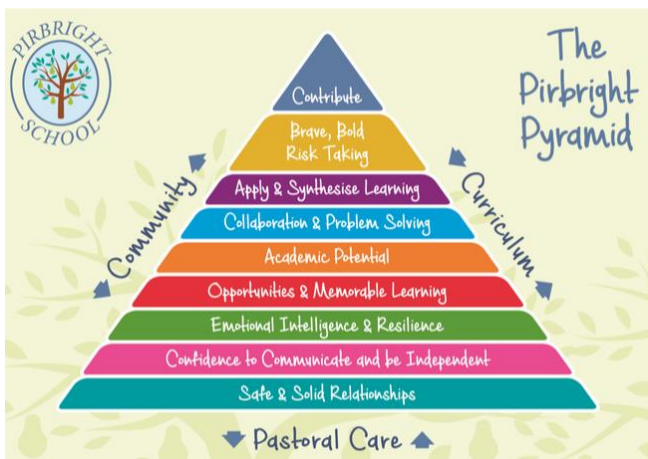 PIRBRIGHT
SCHOOL
The
Pirbright
Pyramid
Contribute
Brave, Bold
Risk Taking
Apply & Synthesise Learning
Collaboration & Problem Solving
Academic Potential
Opportunities & Memorable Learning
Emotional Intelligence & Resilience
Confidence to Communicate and be Independent
Safe & Solid Relationships
Community
Curriculum
Pastoral Care